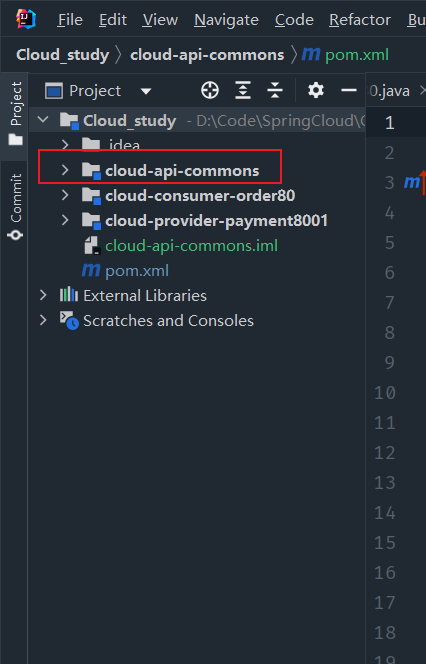 File Edit View Navigate Code Refactor Bu
Cloud_study cloud-api-commons m pom.xml
Project
Commit
Project
0.java
Cloud_study - D:\Code\SpringCloud\C
.idea
cloud-api-commons
cloud-consumer-order80
cloud-provider-payment8001
cloud-api-commons.iml
m pom.xml
External Libraries
Scratches and Consoles
1
2
3 m
4
5
6
7
8
9
10
11
12
13
14
15
16
17
18
19